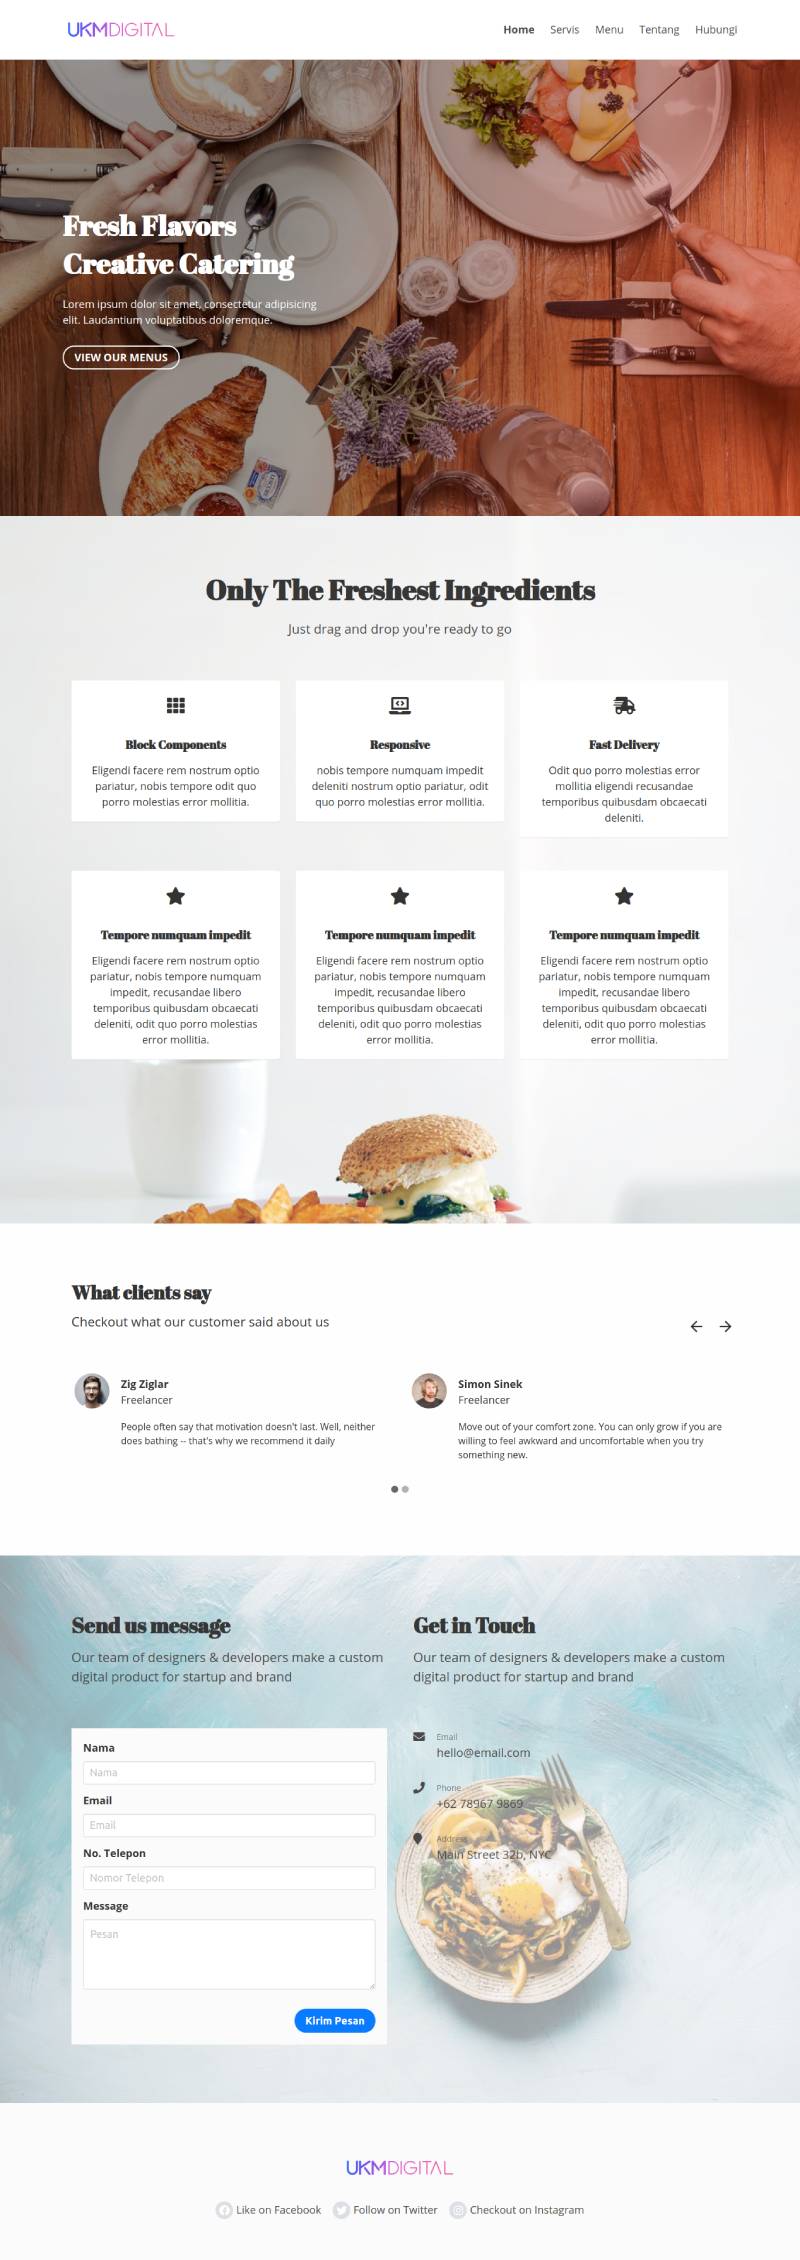 UKMDIGITAL
Home Servis Menu Tentang Hubungi
Fresh Flavors
Creative Catering
Lorem ipsum dolor sit amet, consectetur adipisicing
elit. Laudantium voluptatibus doloremque.
VIEW OUR MENUS
Only The Freshest Ingredients
Just drag and drop you're ready to go
Block Components
Eligendi facere rem nostrum optio
pariatur, nobis tempore odit quo
porro molestias error mollitia.
Responsive
nobis tempore numquam impedit
deleniti nostrum optio pariatur, odit
quo porro molestias error mollitia.
Fast Delivery
Odit quo porro molestias error
mollitia eligendi recusandae
temporibus quibusdam obcaecati
deleniti.
Tempore numquam impedit
Eligendi facere rem nostrum optio
pariatur, nobis tempore numquam
impedit, recusandae libero
temporibus quibusdam obcaecati
deleniti, odit quo porro molestias
error mollitia.
Tempore numquam impedit
Eligendi facere rem nostrum optio
pariatur, nobis tempore numquam
impedit, recusandae libero
temporibus quibusdam obcaecati
deleniti, odit quo porro molestias
error mollitia.
Tempore numquam impedit
Eligendi facere rem nostrum optio
pariatur, nobis tempore numquam
impedit, recusandae libero
temporibus quibusdam obcaecati
deleniti, odit quo porro molestias
error mollitia.
What clients say
Checkout what our customer said about us
Zig Ziglar
Freelancer
People often say that motivation doesn't last. Well, neither
does bathing -- that's why we recommend it daily
Simon Sinek
Freelancer
Move out of your comfort zone. You can only grow if you are
willing to feel awkward and uncomfortable when you try
something new.
Send us message
Our team of designers & developers make a custom
digital product for startup and brand
Nama
Nama
Email
Email
No. Telepon
Nomor Telepon
Message
Pesan
Kirim Pesan
Get in Touch
Our team of designers & developers make a custom
digital product for startup and brand
Email
hello@email.com
Phone
+62 78967 9869
Address
Main Street 32b, NYC
UKMDIGITAL
Like on Facebook Follow on Twitter Checkout on Instagram